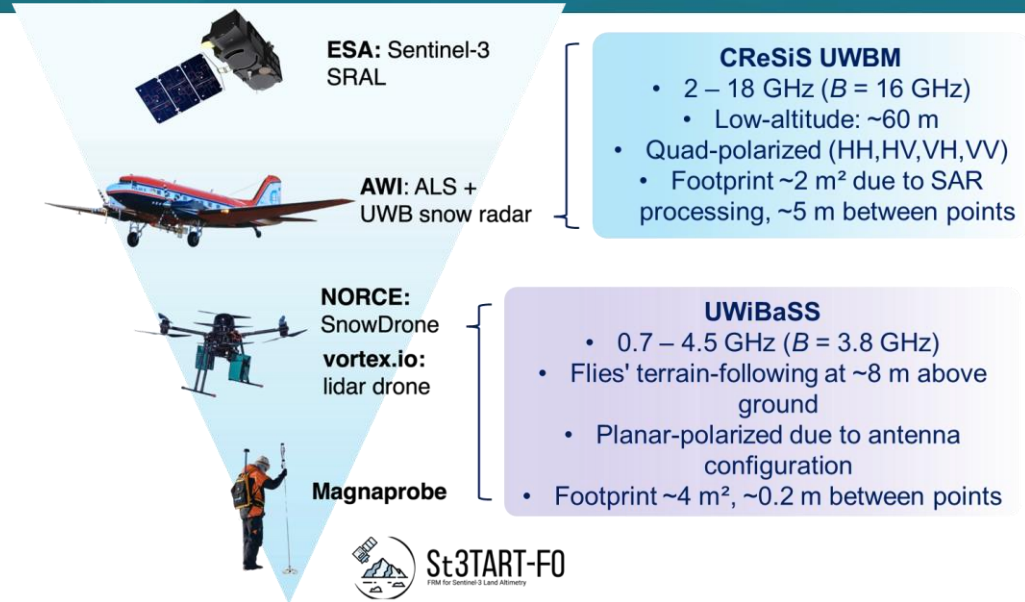 ESA: Sentinel-3
SRAL
CReSiS UWBM
• 2 – 18 GHz (B = 16 GHz)
• Low-altitude: ~60 m
• Quad-polarized (HH,HV,VH,VV)
• Footprint ~2 m² due to SAR
processing, ~5 m between points
AWI: ALS +
UWB snow radar
NORCE:
SnowDrone
vortex.io:
lidar drone
UWiBaSS
• 0.7 – 4.5 GHz (B = 3.8 GHz)
• Flies' terrain-following at ~8 m above
ground
• Planar-polarized due to antenna
configuration
• Footprint ~4 m², ~0.2 m between points
Magnaprobe
St3TART-FO
FRM for Sentinel-3 Land Altimetry